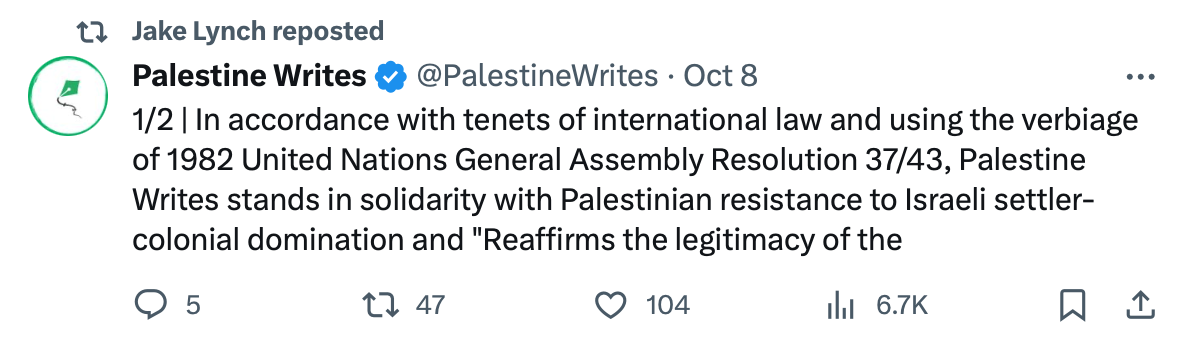 Jake Lynch reposted
Palestine Writes @PalestineWrites · Oct 8
1/2 | In accordance with tenets of international law and using the verbiage
of 1982 United Nations General Assembly Resolution 37/43, Palestine
Writes stands in solidarity with Palestinian resistance to Israeli settler-
colonial domination and "Reaffirms the legitimacy of the
5 47 104 6.7K